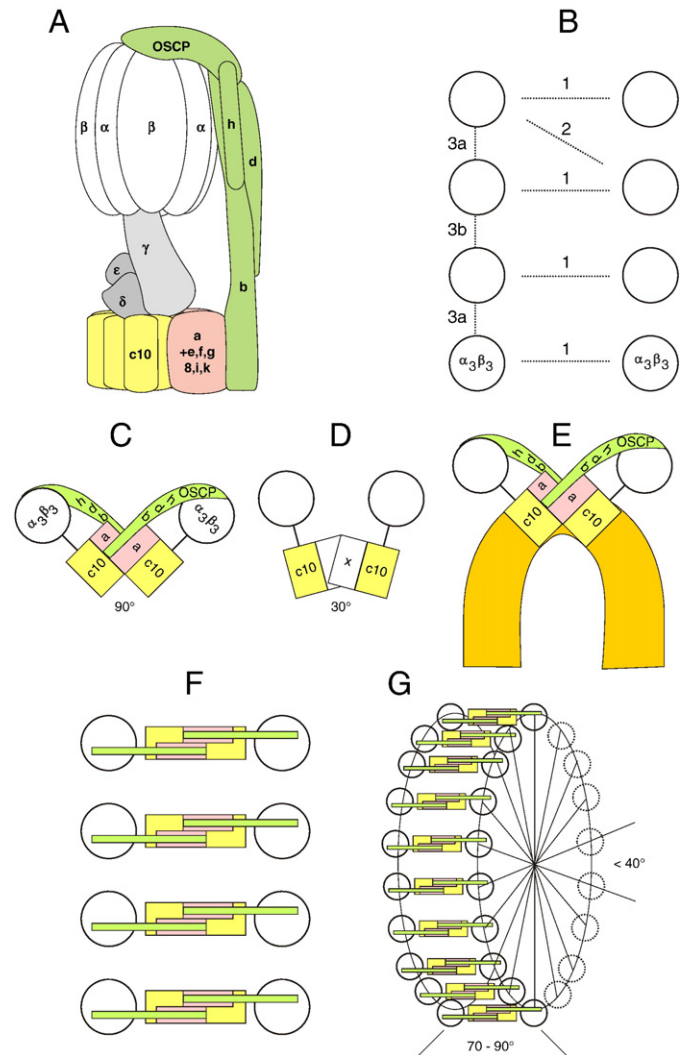 A
OSCP
β
α
β
α
h
d
γ
ε
δ
b
c10
a
+e,f,g
8,i,k
B
1
2
3a
1
3b
1
3a
α3β3
1
α3β3
C
h d b
b d h OSCP
α3β3
α3β3
a
a
c10
c10
90°
D
c10
x
c10
30°
E
h d b
b d h OSCP
a
a
c10
c10
F
G
< 40°
70 - 90°